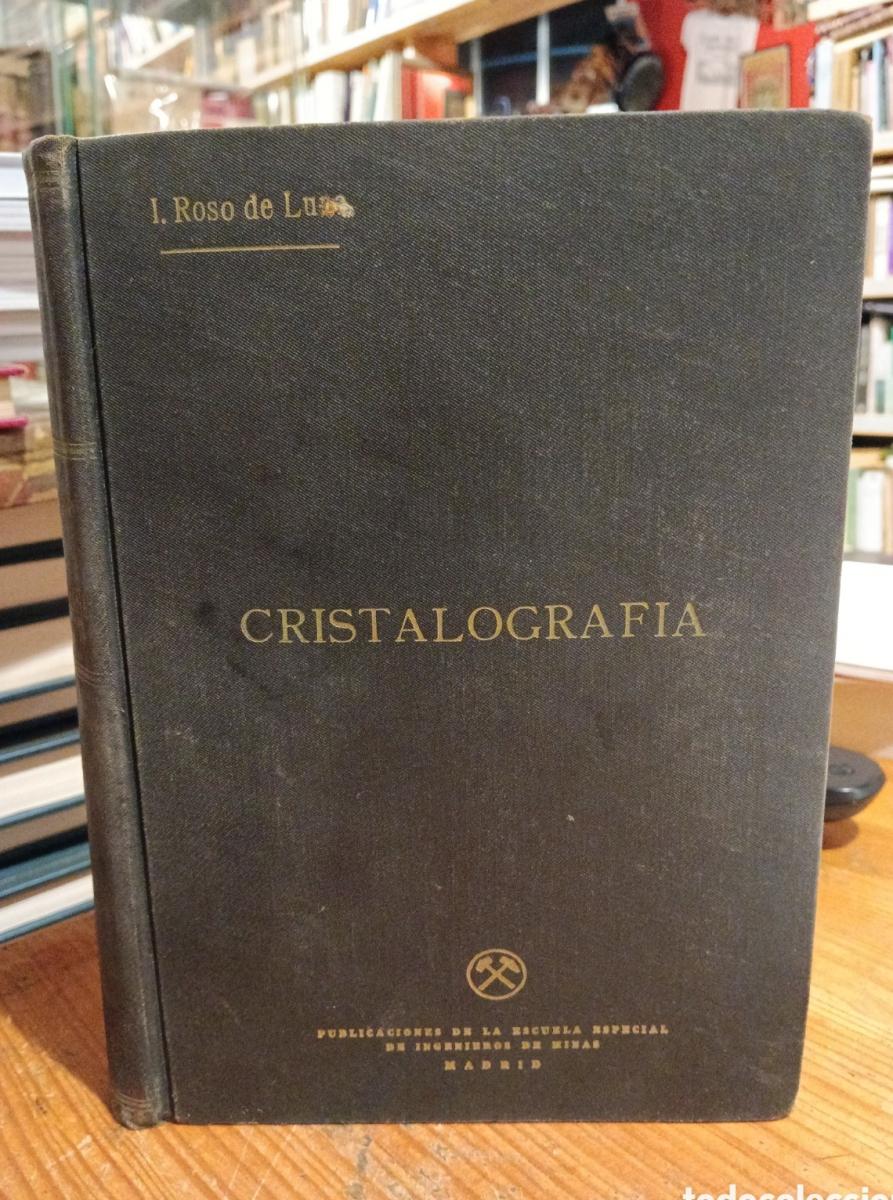 I. Roso de Luna
CRISTALOGRAFIA
PUBLICACIONES DE LA ESCUELA ESPECIAL
DE INGENIEROS DE MINAS
MADRID